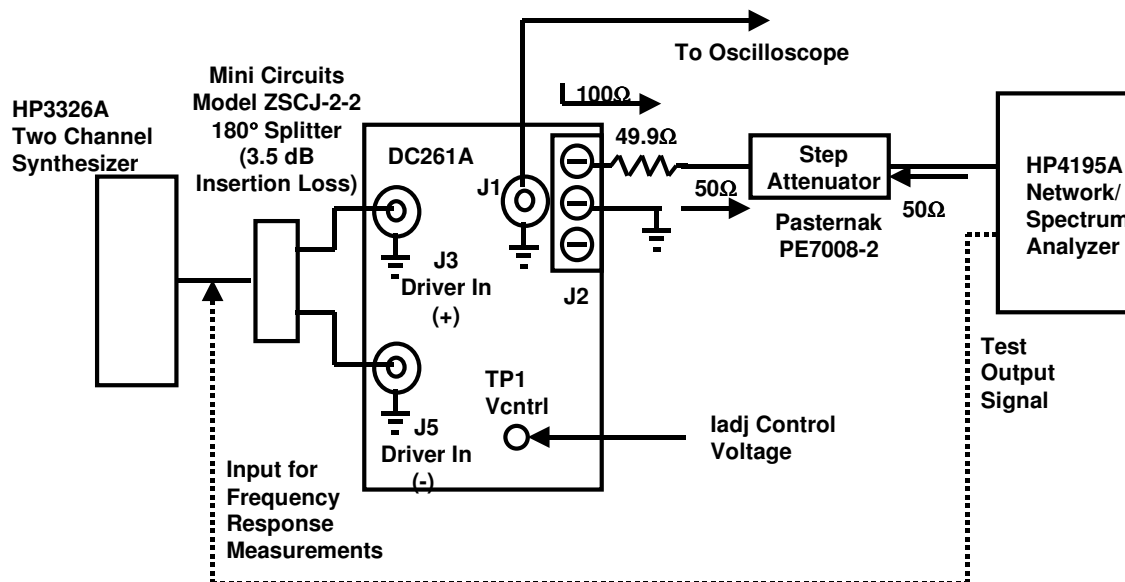 To Oscilloscope
Mini Circuits
Model ZSCJ-2-2
180° Splitter
(3.5 dB
Insertion Loss)
HP3326A
Two Channel
Synthesizer
100Ω
49.9Ω
DC261A
J1
Step
Attenuator
50Ω
Pasternak
PE7008-2
50Ω
HP4195A
Network/
Spectrum
Analyzer
J3
Driver In
(+)
J2
TP1
Vcntrl
J5
Driver In
(-)
Iadj Control
Voltage
Test
Output
Signal
Input for
Frequency
Response
Measurements